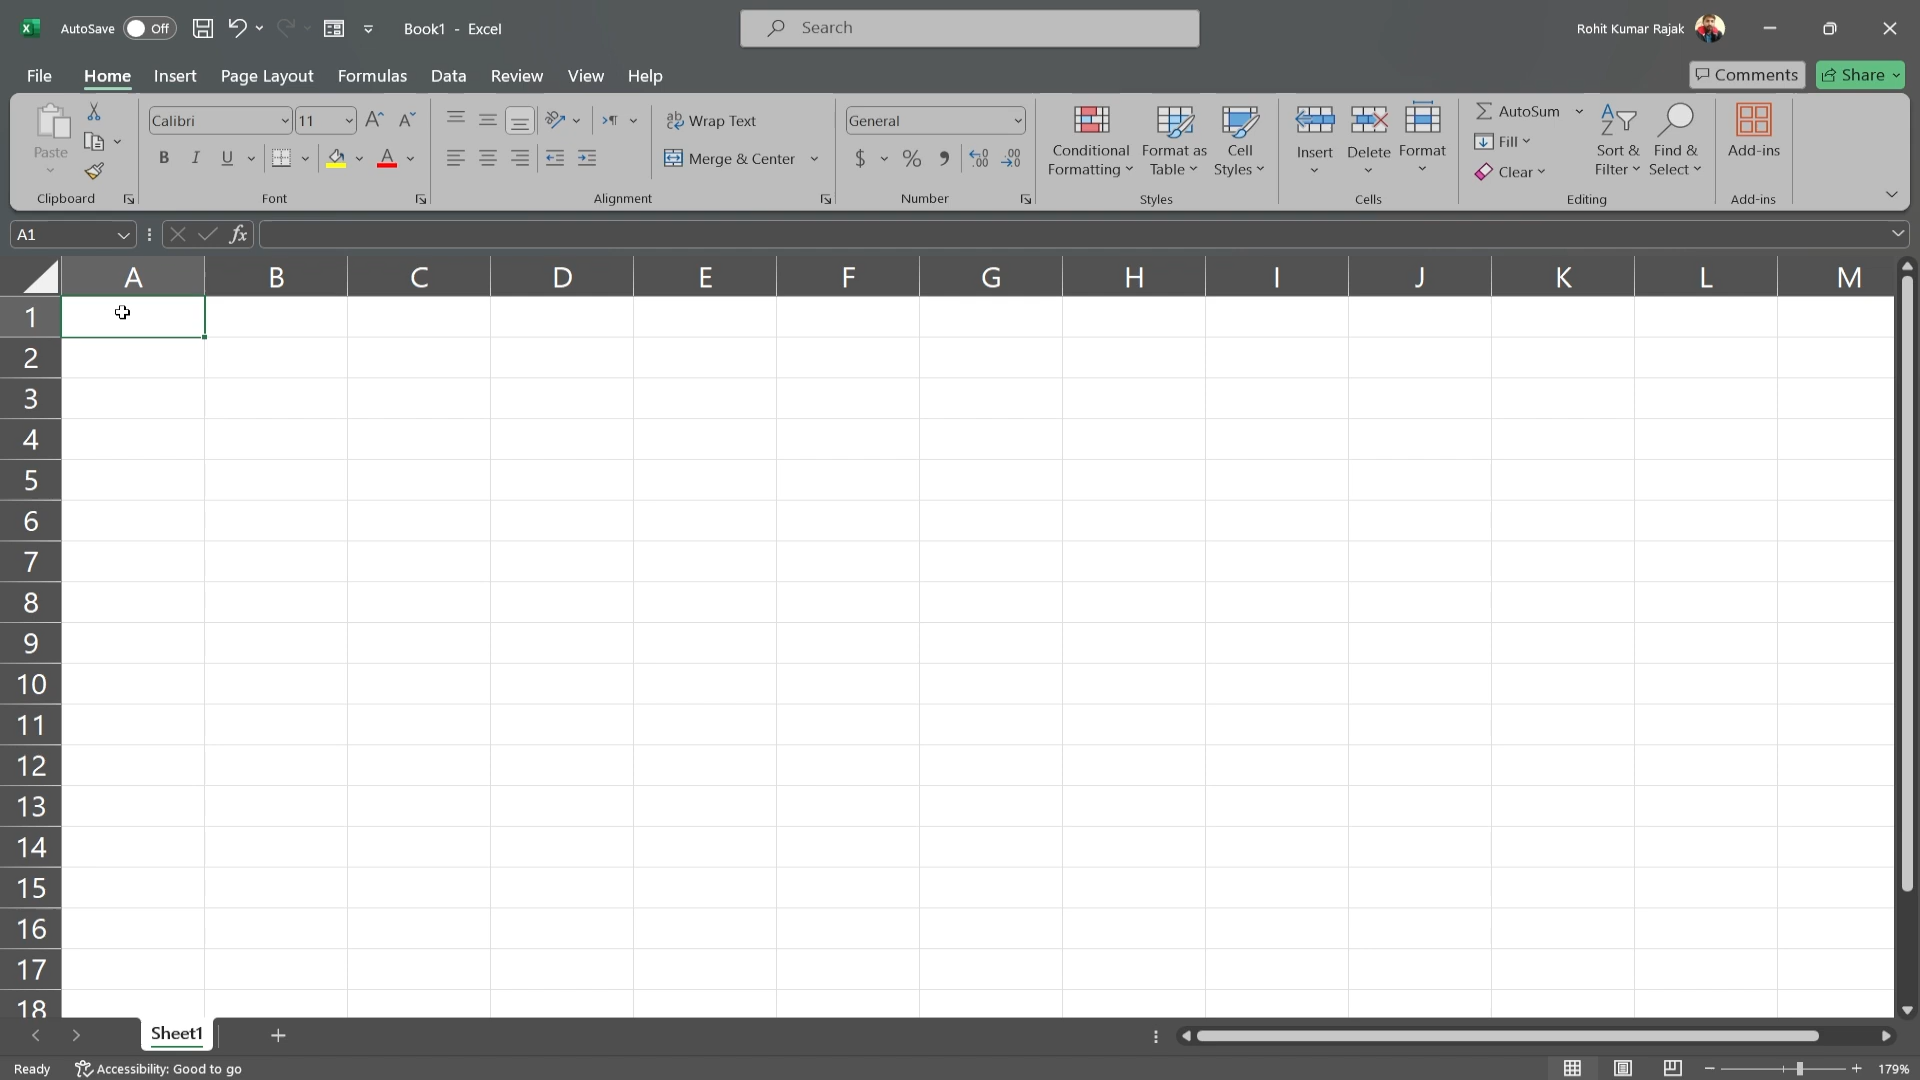 AutoSave Off Book1 - Excel Search Rohit Kumar Rajak
File Home Insert Page Layout Formulas Data Review View Help Comments Share
Calibri 11 Wrap Text General AutoSum
Paste B I U A Merge & Center $ % Conditional Formatting Format as Table Cell Styles Insert Delete Format Fill Clear Sort & Filter Find & Select Add-ins
Clipboard Font Alignment Number Styles Cells Editing Add-ins
A1 fx
A B C D E F G H I J K L M
1
2
3
4
5
6
7
8
9
10
11
12
13
14
15
16
17
18
Sheet1
Ready Accessibility: Good to go 179%